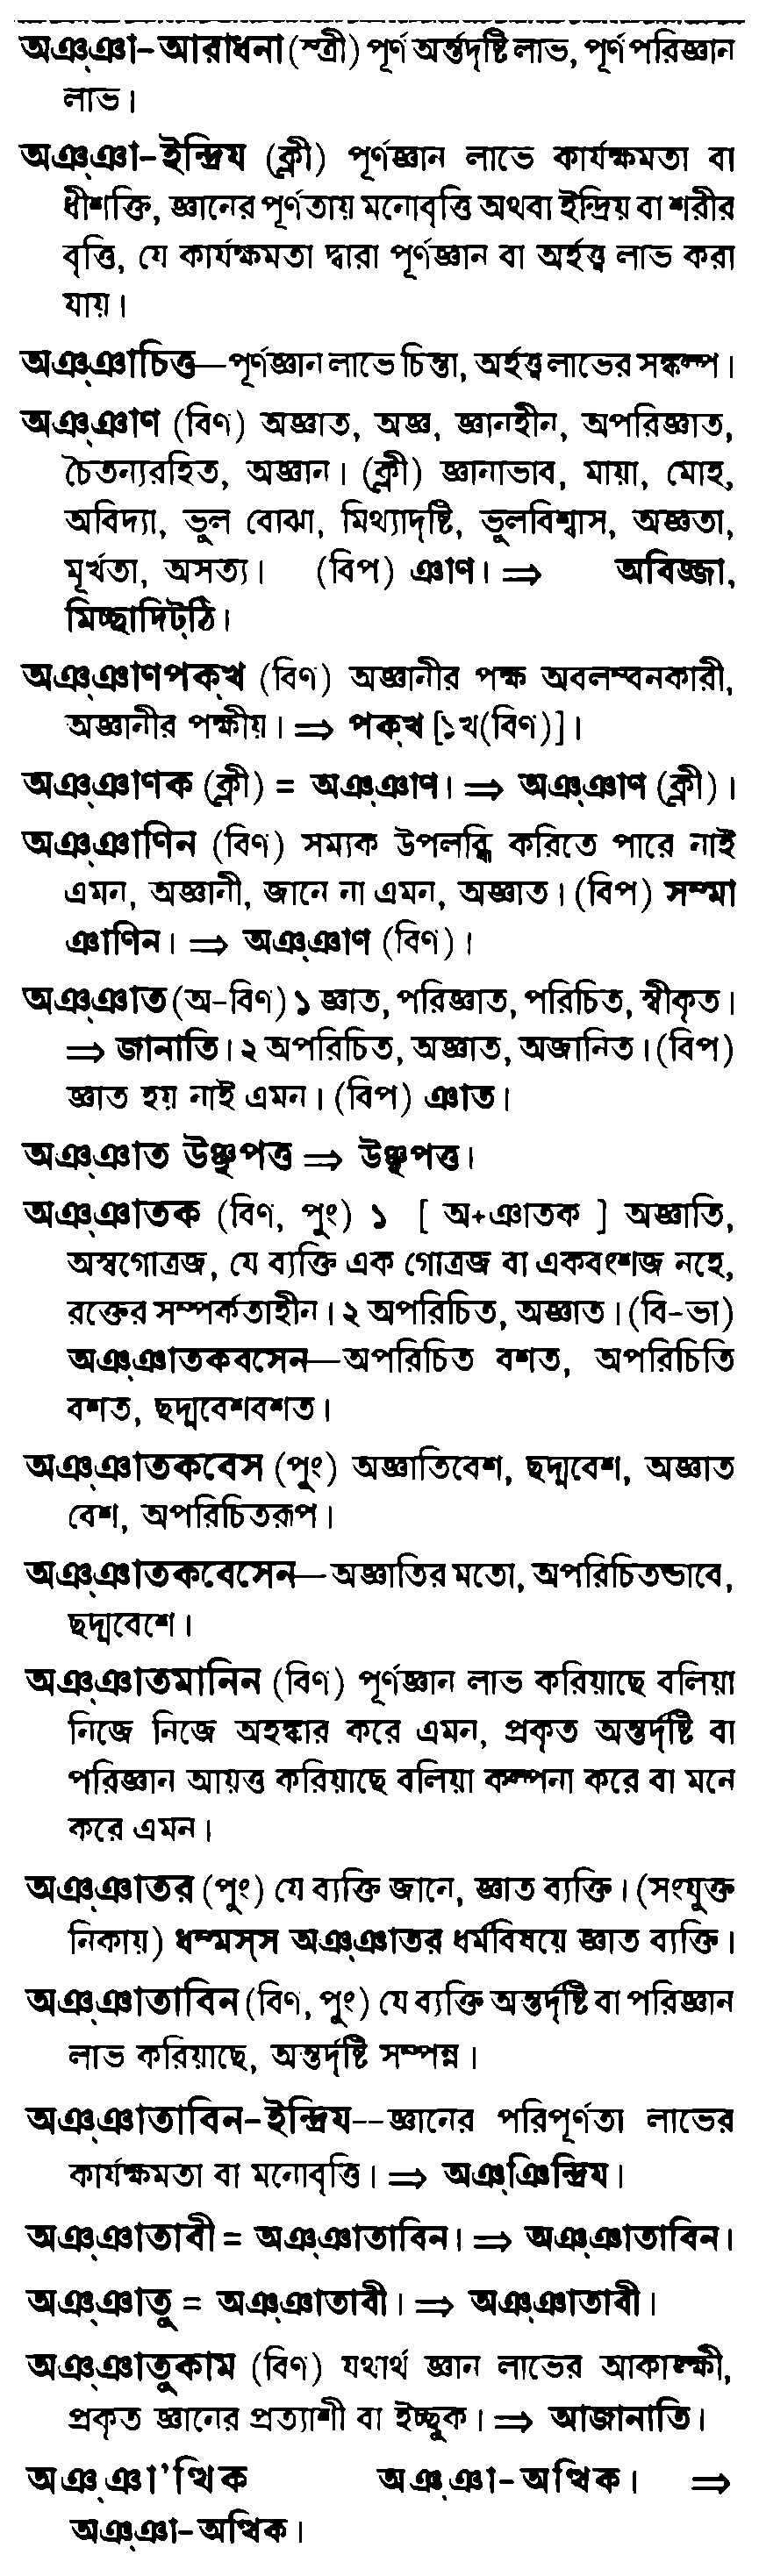 অঞ্ঞা-আরাধনা (স্ত্রী) পূর্ণ অর্ন্তদৃষ্টি লাভ, পূর্ণ পরিজ্ঞান
লাভ।
অঞ্ঞা-ইন্দ্রিয (ক্লী) পূর্ণজ্ঞান লাভে কার্যক্ষমতা বা
ধীশক্তি, জ্ঞানের পূর্ণতায় মনোবৃত্তি অথবা ইন্দ্রিয় বা শরীর
বৃত্তি, যে কার্যক্ষমতা দ্বারা পূর্ণজ্ঞান বা অর্হত্ত্ব লাভ করা
যায়।
অঞ্ঞাচিত্ত—পূর্ণজ্ঞান লাভে চিন্তা, অর্হত্ত্ব লাভের সঙ্কল্প।
অঞ্ঞাণ (বিণ) অজ্ঞাত, অজ্ঞ, জ্ঞানহীন, অপরিজ্ঞাত,
চৈতন্যরহিত, অজ্ঞান। (ক্লী) জ্ঞানাভাব, মায়া, মোহ,
অবিদ্যা, ভুল বোঝা, মিথ্যাদৃষ্টি, ভুলবিশ্বাস, অজ্ঞতা,
মূর্খতা, অসত্য। (বিপ) ঞাণ। ⇒ অবিজ্জা,
মিচ্ছাদিট্ঠি।
অঞ্ঞাণপক্খ (বিণ) অজ্ঞানীর পক্ষ অবলম্বনকারী,
অজ্ঞানীর পক্ষীয়। ⇒ পক্খ [১খ(বিণ)]।
অঞ্ঞাণক (ক্লী) = অঞ্ঞাণ। ⇒ অঞ্ঞাণ (ক্লী)।
অঞ্ঞাণিন (বিণ) সম্যক উপলব্ধি করিতে পারে নাই
এমন, অজ্ঞানী, জানে না এমন, অজ্ঞাত। (বিপ) সম্মা
ঞাণিন। ⇒ অঞ্ঞাণ (বিণ)।
অঞ্ঞাত (অ-বিণ) ১ জ্ঞাত, পরিজ্ঞাত, পরিচিত, স্বীকৃত।
⇒ জানাতি। ২ অপরিচিত, অজ্ঞাত, অজানিত। (বিপ)
জ্ঞাত হয় নাই এমন। (বিপ) ঞাত।
অঞ্ঞাত উঞ্ছপত্ত ⇒ উঞ্ছপত্ত।
অঞ্ঞাতক (বিণ, পুং) ১ [ অ+ঞাতক ] অজ্ঞাতি,
অস্বগোত্রজ, যে ব্যক্তি এক গোত্রজ বা একবংশজ নহে,
রক্তের সম্পর্কতাহীন। ২ অপরিচিত, অজ্ঞাত। (বি-ভা)
অঞ্ঞাতকবসেন—অপরিচিত বশত, অপরিচিতি
বশত, ছদ্মবেশবশত।
অঞ্ঞাতকবেস (পুং) অজ্ঞাতিবেশ, ছদ্মবেশ, অজ্ঞাত
বেশ, অপরিচিতরূপ।
অঞ্ঞাতকবেসেন—অজ্ঞাতির মতো, অপরিচিতভাবে,
ছদ্মবেশে।
অঞ্ঞাতমানিন (বিণ) পূর্ণজ্ঞান লাভ করিয়াছে বলিয়া
নিজে নিজে অহঙ্কার করে এমন, প্রকৃত অন্তর্দৃষ্টি বা
পরিজ্ঞান আয়ত্ত করিয়াছে বলিয়া কল্পনা করে বা মনে
করে এমন।
অঞ্ঞাতর (পুং) যে ব্যক্তি জানে, জ্ঞাত ব্যক্তি। (সংযুক্ত
নিকায়) ধম্মস্স অঞ্ঞাতর ধর্মবিষয়ে জ্ঞাত ব্যক্তি।
অঞ্ঞাতাবিন (বিণ, পুং) যে ব্যক্তি অন্তর্দৃষ্টি বা পরিজ্ঞান
লাভ করিয়াছে, অন্তর্দৃষ্টি সম্পন্ন।
অঞ্ঞাতাবিন-ইন্দ্রিয--জ্ঞানের পরিপূর্ণতা লাভের
কার্যক্ষমতা বা মনোবৃত্তি। ⇒ অঞ্ঞিন্দ্রিয।
অঞ্ঞাতাবী = অঞ্ঞাতাবিন। ⇒ অঞ্ঞাতাবিন।
অঞ্ঞাতু = অঞ্ঞাতাবী। ⇒ অঞ্ঞাতাবী।
অঞ্ঞাতুকাম (বিণ) যথার্থ জ্ঞান লাভের আকাঙ্ক্ষী,
প্রকৃত জ্ঞানের প্রত্যাশী বা ইচ্ছুক। ⇒ আজানাতি।
অঞ্ঞা'ত্থিক অঞ্ঞা-অত্থিক। ⇒
অঞ্ঞা-অত্থিক।